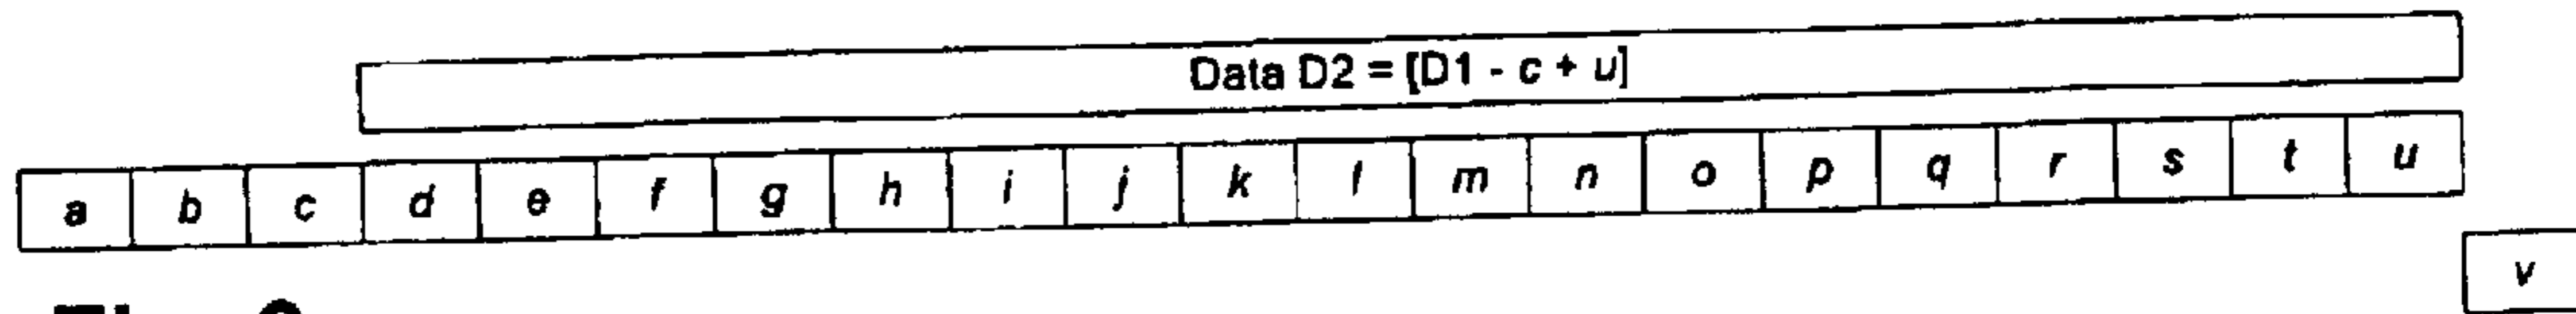 Data D2 = [D1 - c + u]
a b c d e f g h i j k l m n o p q r s t u
v